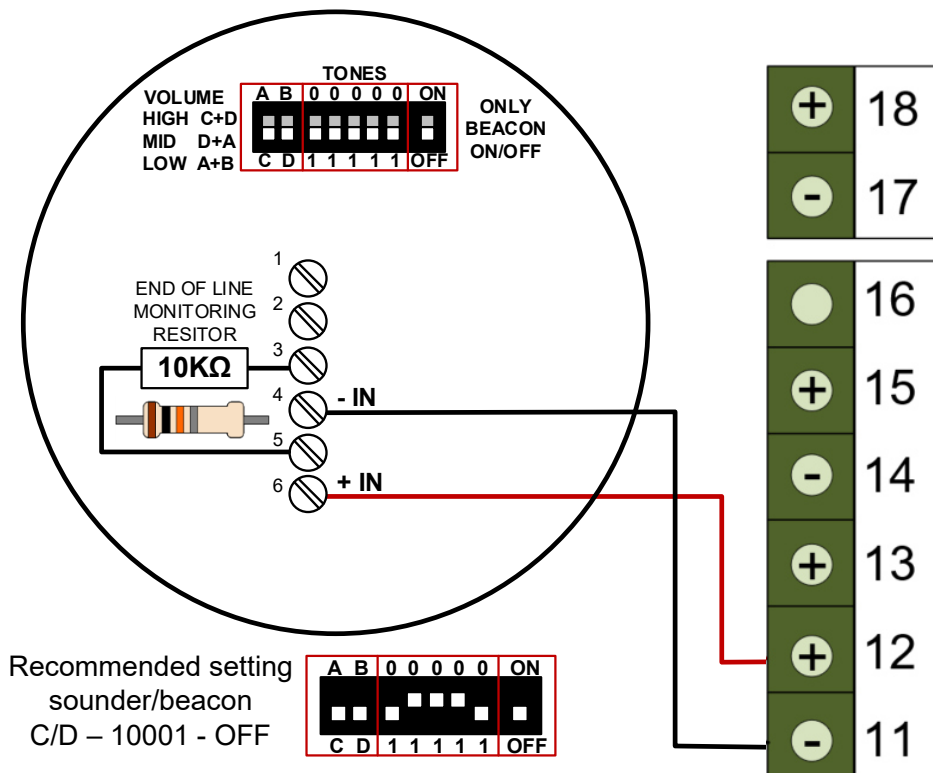 TONES
VOLUME
HIGH C+D
MID D+A
LOW A+B
A B 0 0 0 0 0 ON
C D 1 1 1 1 1 OFF
ONLY
BEACON
ON/OFF
END OF LINE
MONITORING
RESITOR
10KΩ
1
2
3
4
5
6
- IN
+ IN
+ 18
- 17
16
+ 15
- 14
+ 13
+ 12
- 11
Recommended setting
sounder/beacon
C/D – 10001 - OFF
A B 0 0 0 0 0 ON
C D 1 1 1 1 1 OFF